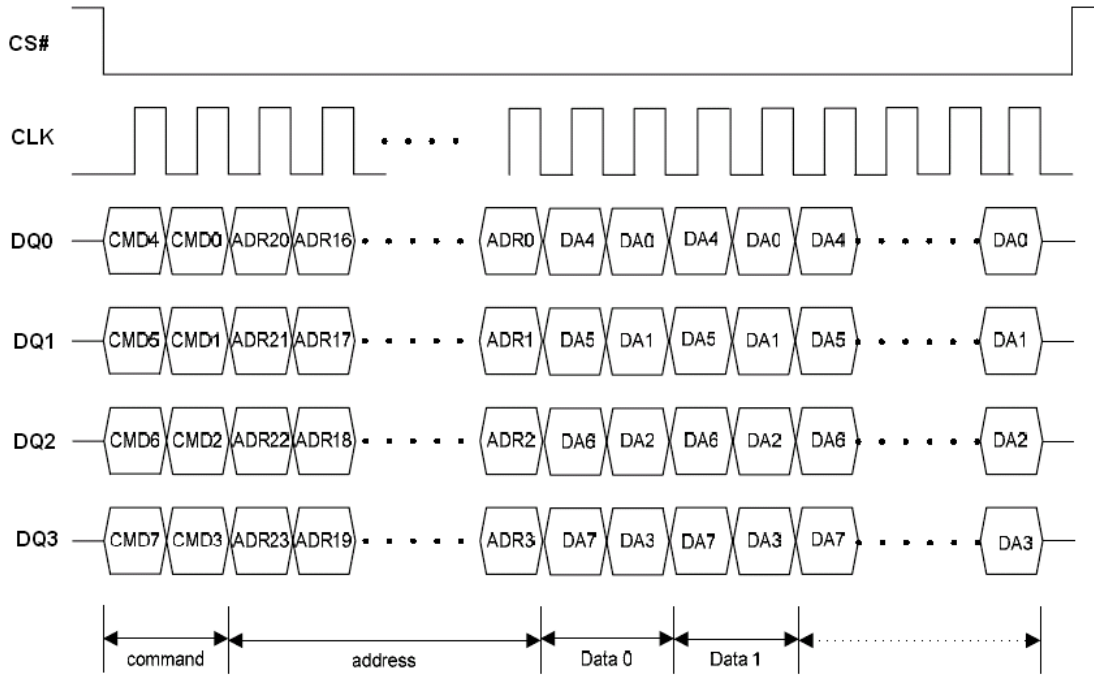 CS#
CLK
DQ0 CMD4 CMD0 ADR20 ADR16 ADR0 DA4 DA0 DA4 DA0 DA4 DA0
DQ1 CMD5 CMD1 ADR21 ADR17 ADR1 DA5 DA1 DA5 DA1 DA5 DA1
DQ2 CMD6 CMD2 ADR22 ADR18 ADR2 DA6 DA2 DA6 DA2 DA6 DA2
DQ3 CMD7 CMD3 ADR23 ADR19 ADR3 DA7 DA3 DA7 DA3 DA7 DA3
command address Data 0 Data 1